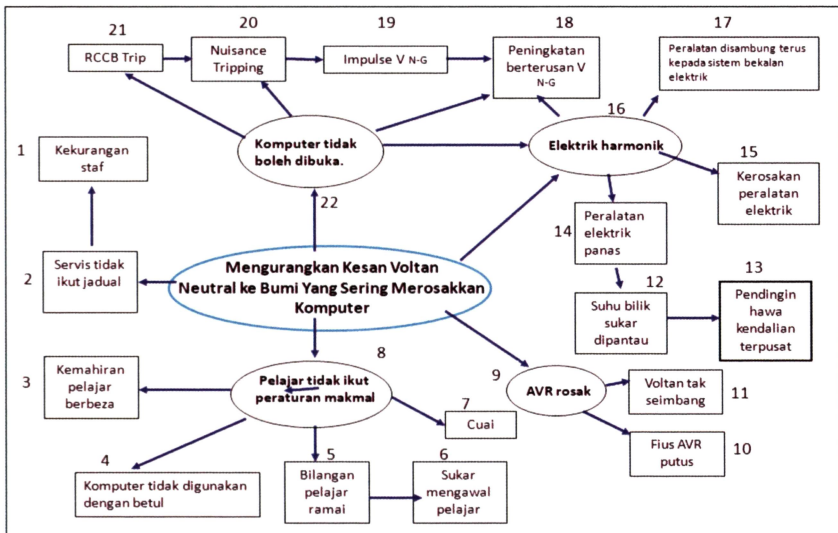 21
20
19
18
17
RCCB Trip
Nuisance
Tripping
Impulse V N-G
Peningkatan
berterusan V
N-G
Peralatan disambung terus
kepada sistem bekalan
elektrik
16
1
Kekurangan
staf
Komputer tidak
boleh dibuka.
Elektrik harmonik
15
Kerosakan
peralatan
elektrik
22
14
Peralatan
elektrik
panas
2
Servis tidak
ikut jadual
Mengurangkan Kesan Voltan
Neutral ke Bumi Yang Sering Merosakkan
Komputer
12
Suhu bilik
sukar
dipantau
13
Pendingin
hawa
kendalian
terpusat
8
3
Kemahiran
pelajar
berbeza
Pelajar tidak ikut
peraturan makmal
9
AVR rosak
Voltan tak
seimbang
11
7
Cuai
4
Komputer tidak digunakan
dengan betul
5
Bilangan
pelajar
ramai
6
Sukar
mengawal
pelajar
Fius AVR
putus
10